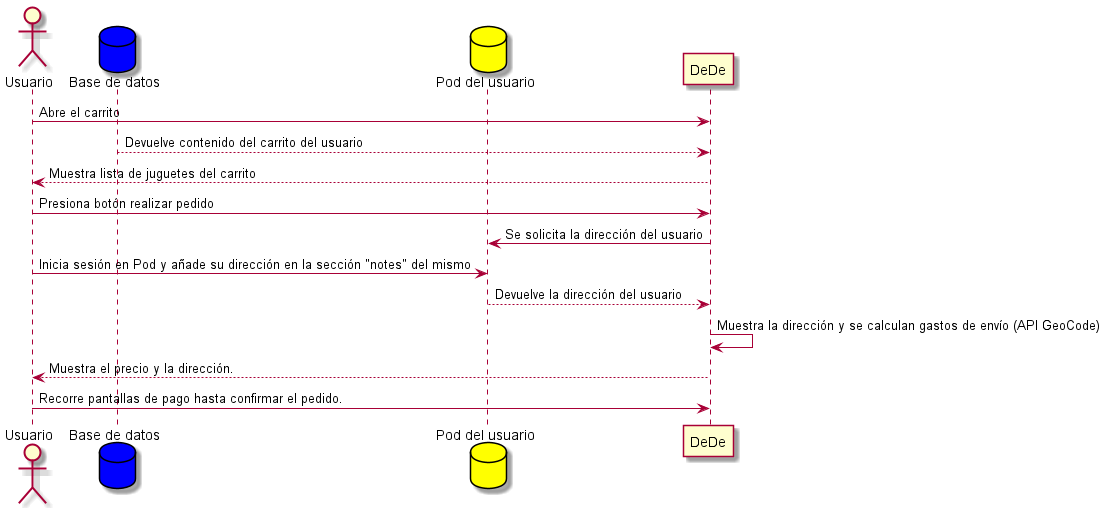 Usuario
Base de datos
Pod del usuario
DeDe
Abre el carrito
Devuelve contenido del carrito del usuario
Muestra lista de juguetes del carrito
Presiona botón realizar pedido
Se solicita la dirección del usuario
Inicia sesión en Pod y añade su dirección en la sección "notes" del mismo
Devuelve la dirección del usuario
Muestra la dirección y se calculan gastos de envío (API GeoCode)
Muestra el precio y la dirección.
Recorre pantallas de pago hasta confirmar el pedido.
Usuario
Base de datos
Pod del usuario
DeDe